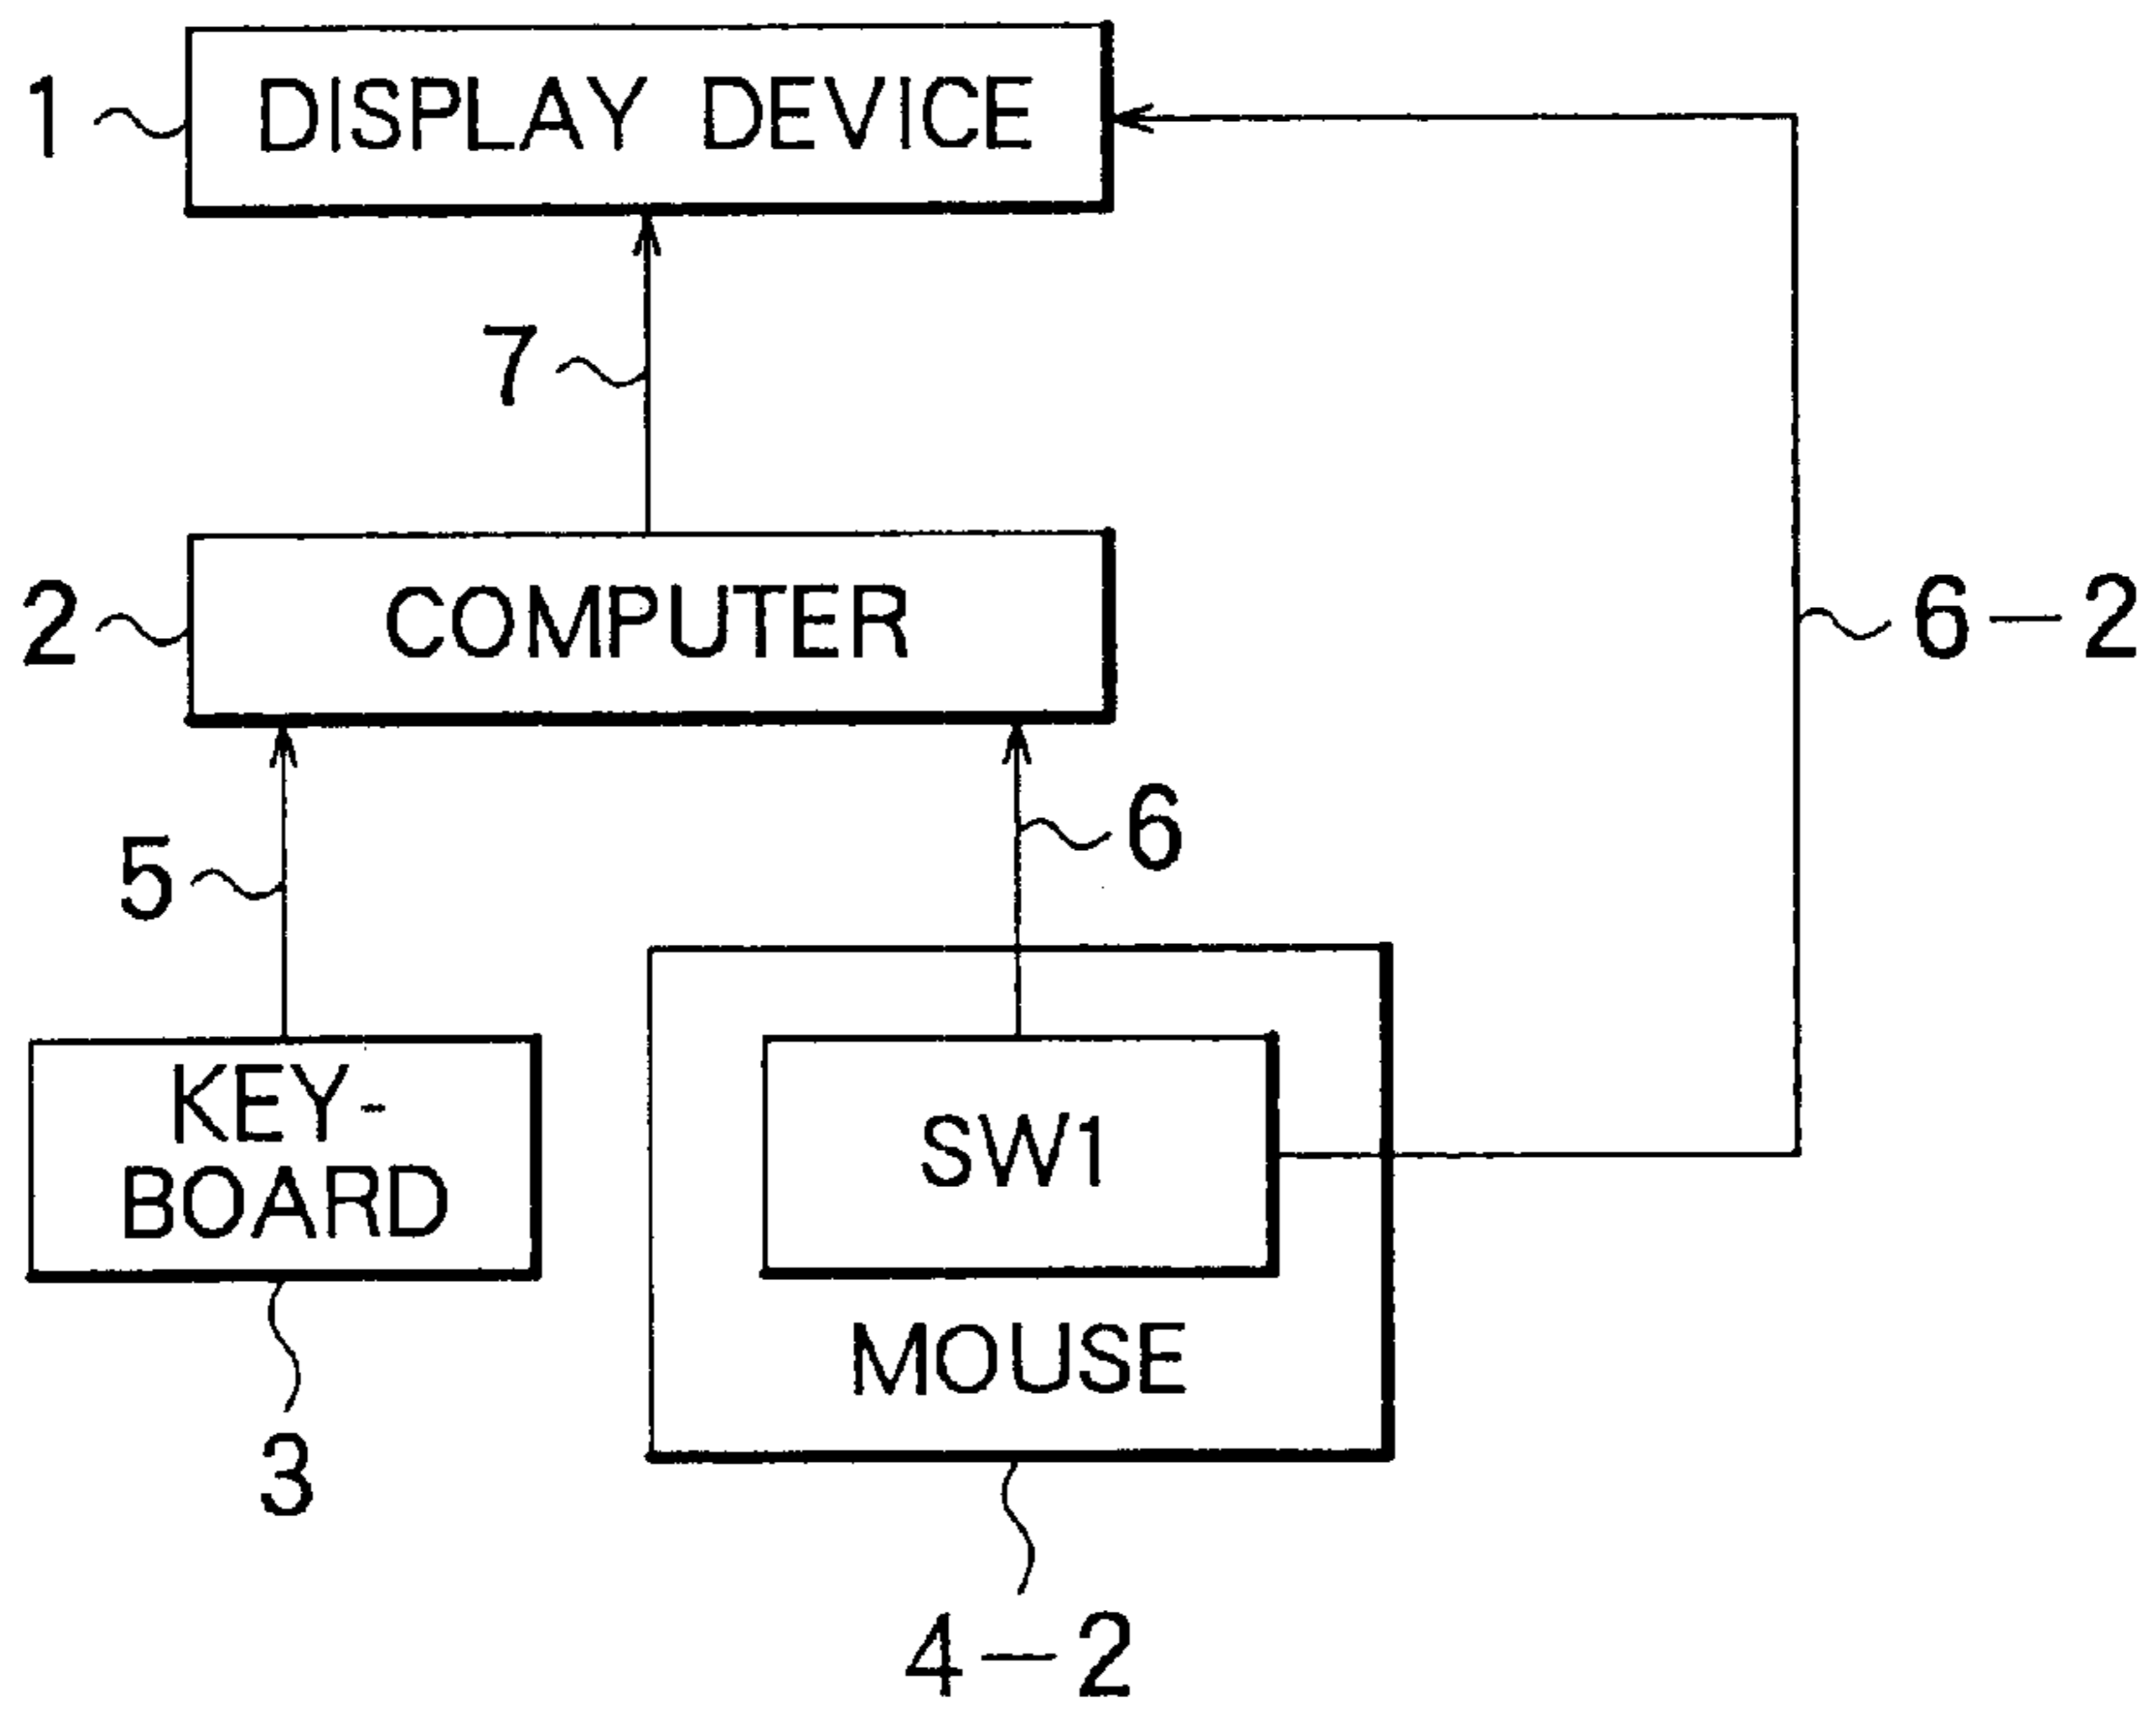 1
DISPLAY DEVICE
7
2
COMPUTER
6-2
5
6
KEY-
BOARD
SW1
MOUSE
3
4-2